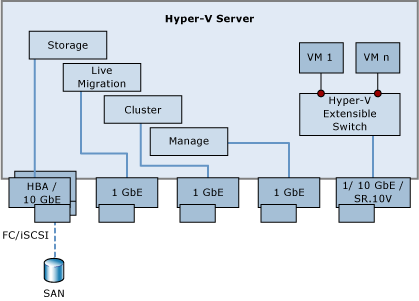 Hyper-V Server
Storage
Live
Migration
Cluster
Manage
VM 1
VM n
Hyper-V
Extensible
Switch
HBA /
10 GbE
1 GbE
1 GbE
1 GbE
1/ 10 GbE /
SR.10V
FC/iSCSI
SAN